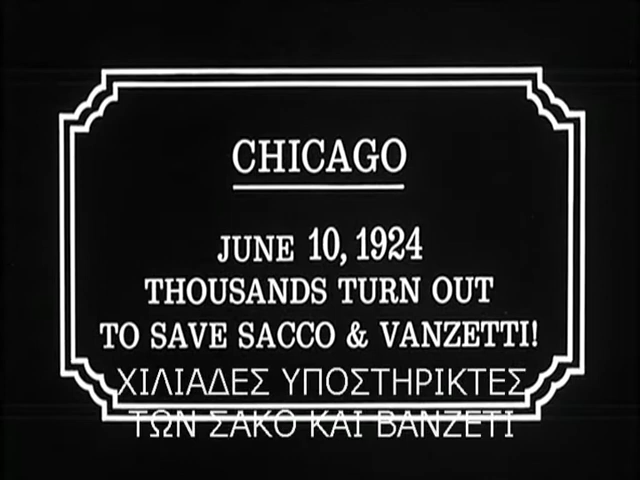 CHICAGO
JUNE 10, 1924
THOUSANDS TURN OUT
TO SAVE SACCO & VANZETTI!
ΧΙΛΙΑΔΕΣ ΥΠΟΣΤΗΡΙΚΤΕΣ
ΤΩΝ ΣΑΚΟ ΚΑΙ ΒΑΝΖΕΤΙ